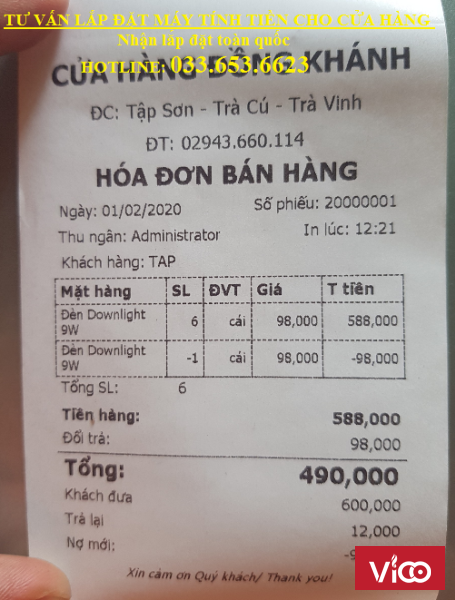 TƯ VẤN LẮP ĐẶT MÁY TÍNH TIỀN CHO CỬA HÀNG
Nhận lắp đặt toàn quốc
HOTLINE: 033.653.6623
CỬA HÀNG ĐÔNG KHÁNH
ĐC: Tập Sơn - Trà Cú - Trà Vinh
ĐT: 02943.660.114
HÓA ĐƠN BÁN HÀNG
Ngày: 01/02/2020 Số phiếu: 20000001
Thu ngân: Administrator In lúc: 12:21
Khách hàng: TAP
Mặt hàng SL ĐVT Giá T tiền
Đèn Downlight 9W 6 cái 98,000 588,000
Đèn Downlight 9W -1 cái 98,000 -98,000
Tổng SL: 6
Tiền hàng: 588,000
Đổi trả: 98,000
Tổng: 490,000
Khách đưa 600,000
Trả lại 12,000
Nợ mới:
Xin cảm ơn Quý khách/ Thank you!
Vico